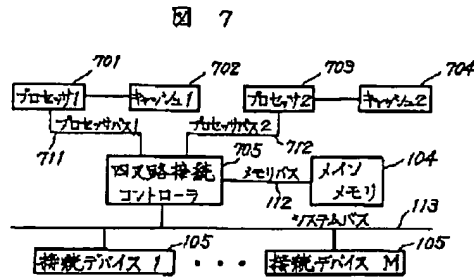 図 7
701 702 703 704
プロセッサ1 キャッシュ1 プロセッサ2 キャッシュ2
プロセッサバス1 プロセッサバス2
711 705 712 104
四叉路接続
コントローラ
メモリバス
112
メイン
メモリ
システムバス 113
105 105
接続デバイス 1 ・・・ 接続デバイス M